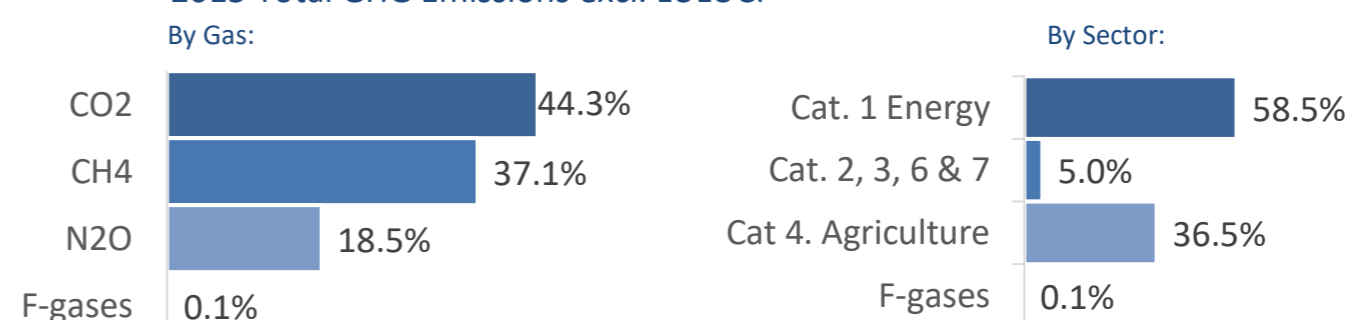 By Gas:
CO2 44.3%
CH4 37.1%
N2O 18.5%
F-gases 0.1%
By Sector:
Cat. 1 Energy 58.5%
Cat. 2, 3, 6 & 7 5.0%
Cat 4. Agriculture 36.5%
F-gases 0.1%